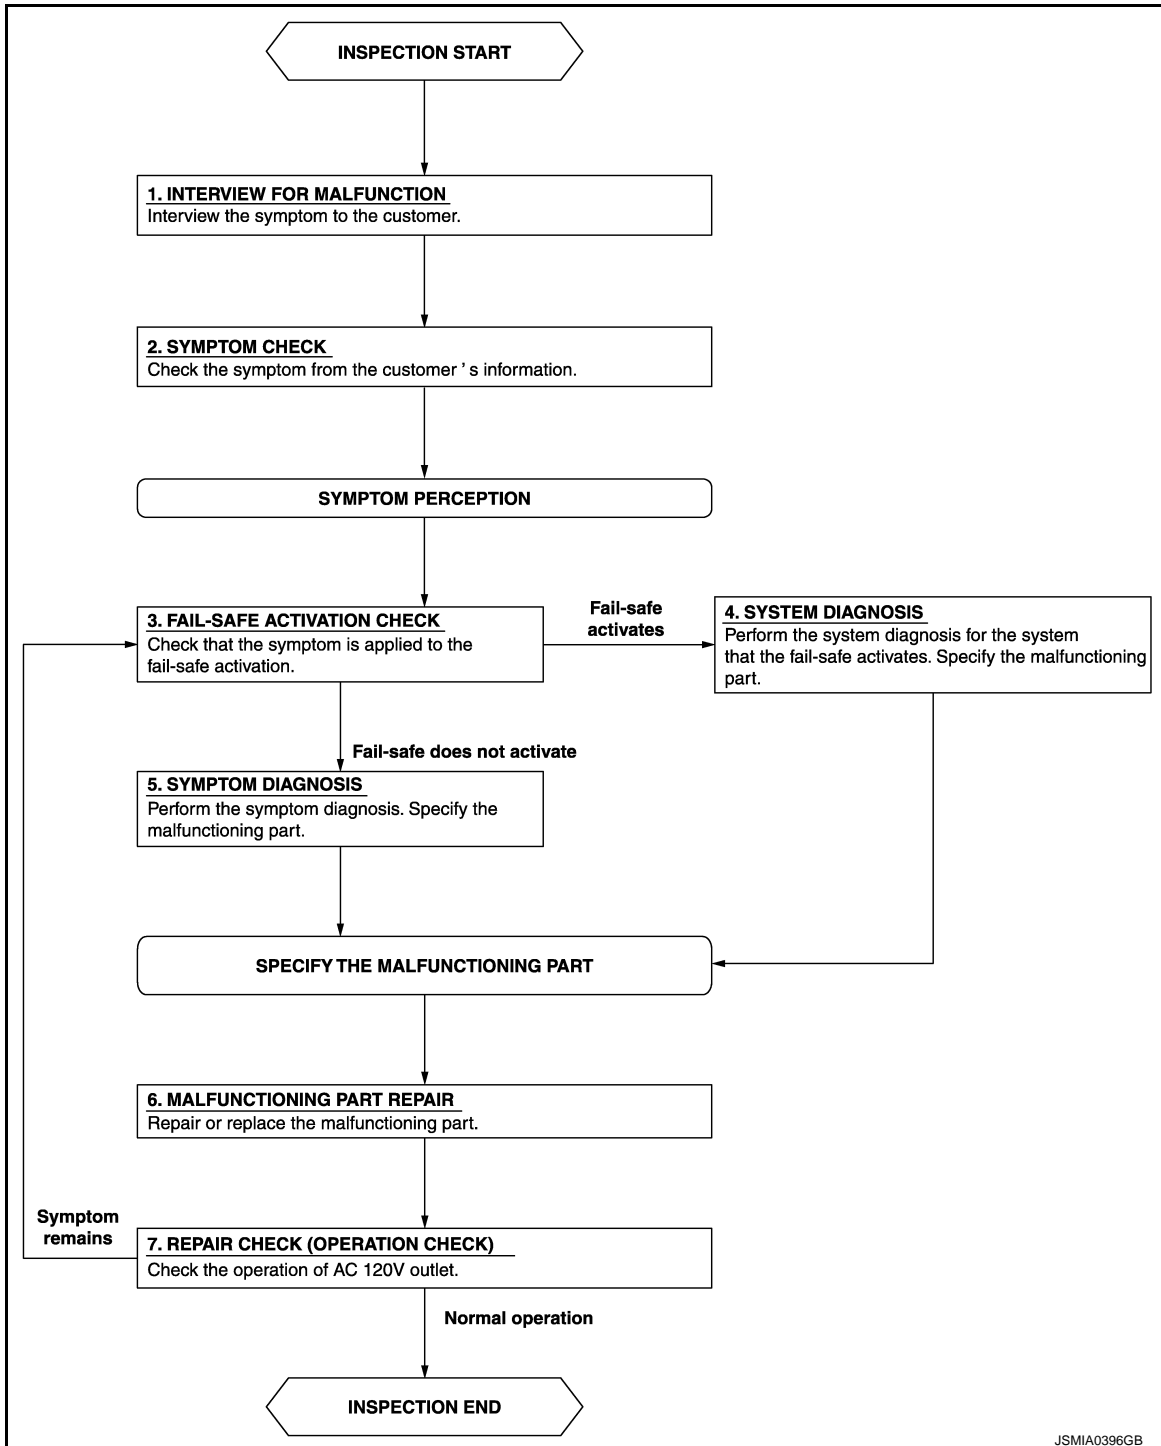 INSPECTION START
1. INTERVIEW FOR MALFUNCTION
Interview the symptom to the customer.
2. SYMPTOM CHECK
Check the symptom from the customer ' s information.
SYMPTOM PERCEPTION
3. FAIL-SAFE ACTIVATION CHECK
Check that the symptom is applied to the
fail-safe activation.
Fail-safe
activates
4. SYSTEM DIAGNOSIS
Perform the system diagnosis for the system
that the fail-safe activates. Specify the malfunctioning
part.
Fail-safe does not activate
5. SYMPTOM DIAGNOSIS
Perform the symptom diagnosis. Specify the
malfunctioning part.
SPECIFY THE MALFUNCTIONING PART
6. MALFUNCTIONING PART REPAIR
Repair or replace the malfunctioning part.
Symptom
remains
7. REPAIR CHECK (OPERATION CHECK)
Check the operation of AC 120V outlet.
Normal operation
INSPECTION END
JSMIA0396GB